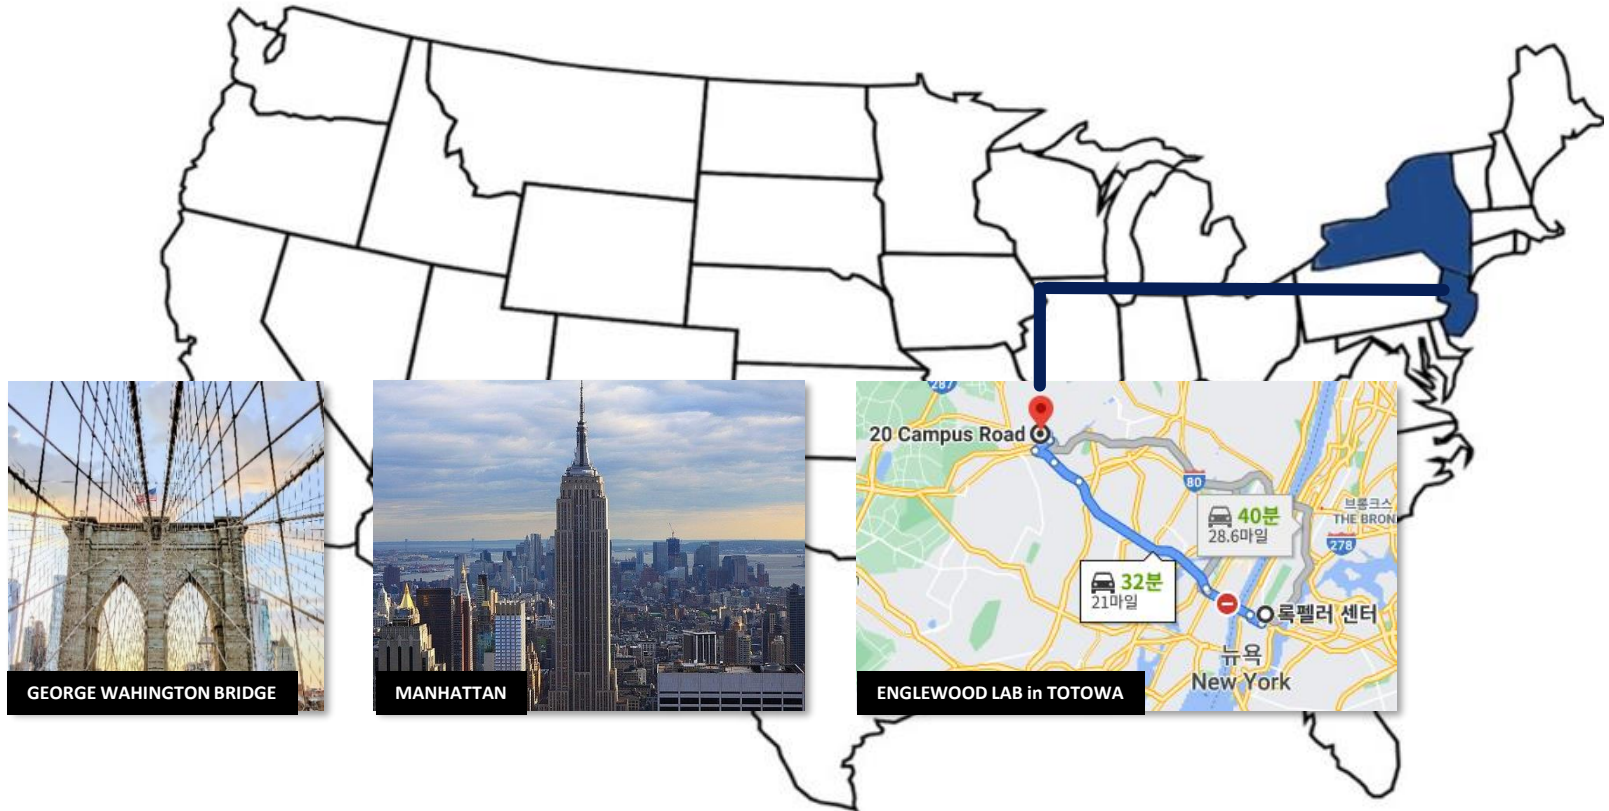 287
20 Campus Road
80
브롱크스
THE BRON
40분
28.6마일
278
32분
21마일
록펠러 센터
뉴욕
New York
GEORGE WAHINGTON BRIDGE
MANHATTAN
ENGLEWOOD LAB in TOTOWA